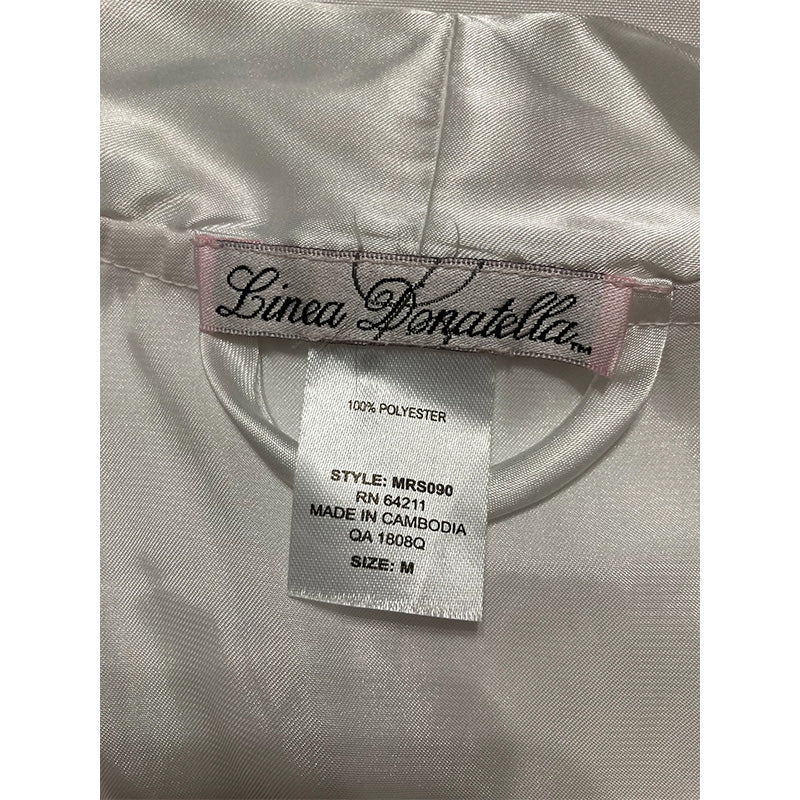 Linea Donatella™
100% POLYESTER
STYLE: MRS090
RN 64211
MADE IN CAMBODIA
QA 1808Q
SIZE: M